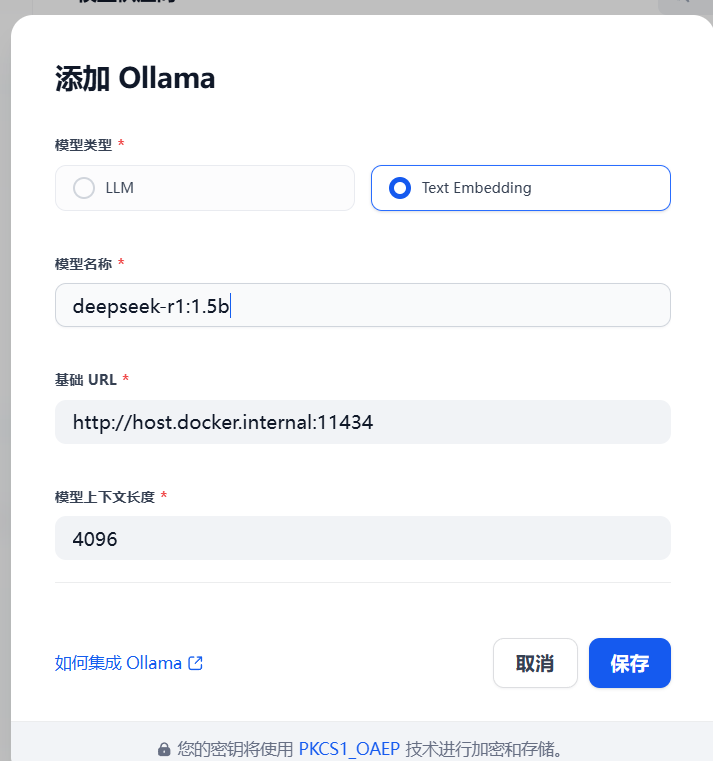 添加 Ollama
模型类型 *
LLM
Text Embedding
模型名称 *
deepseek-r1:1.5b
基础 URL *
http://host.docker.internal:11434
模型上下文长度 *
4096
如何集成 Ollama
取消
保存
您的密钥将使用 PKCS1_OAEP 技术进行加密和存储。